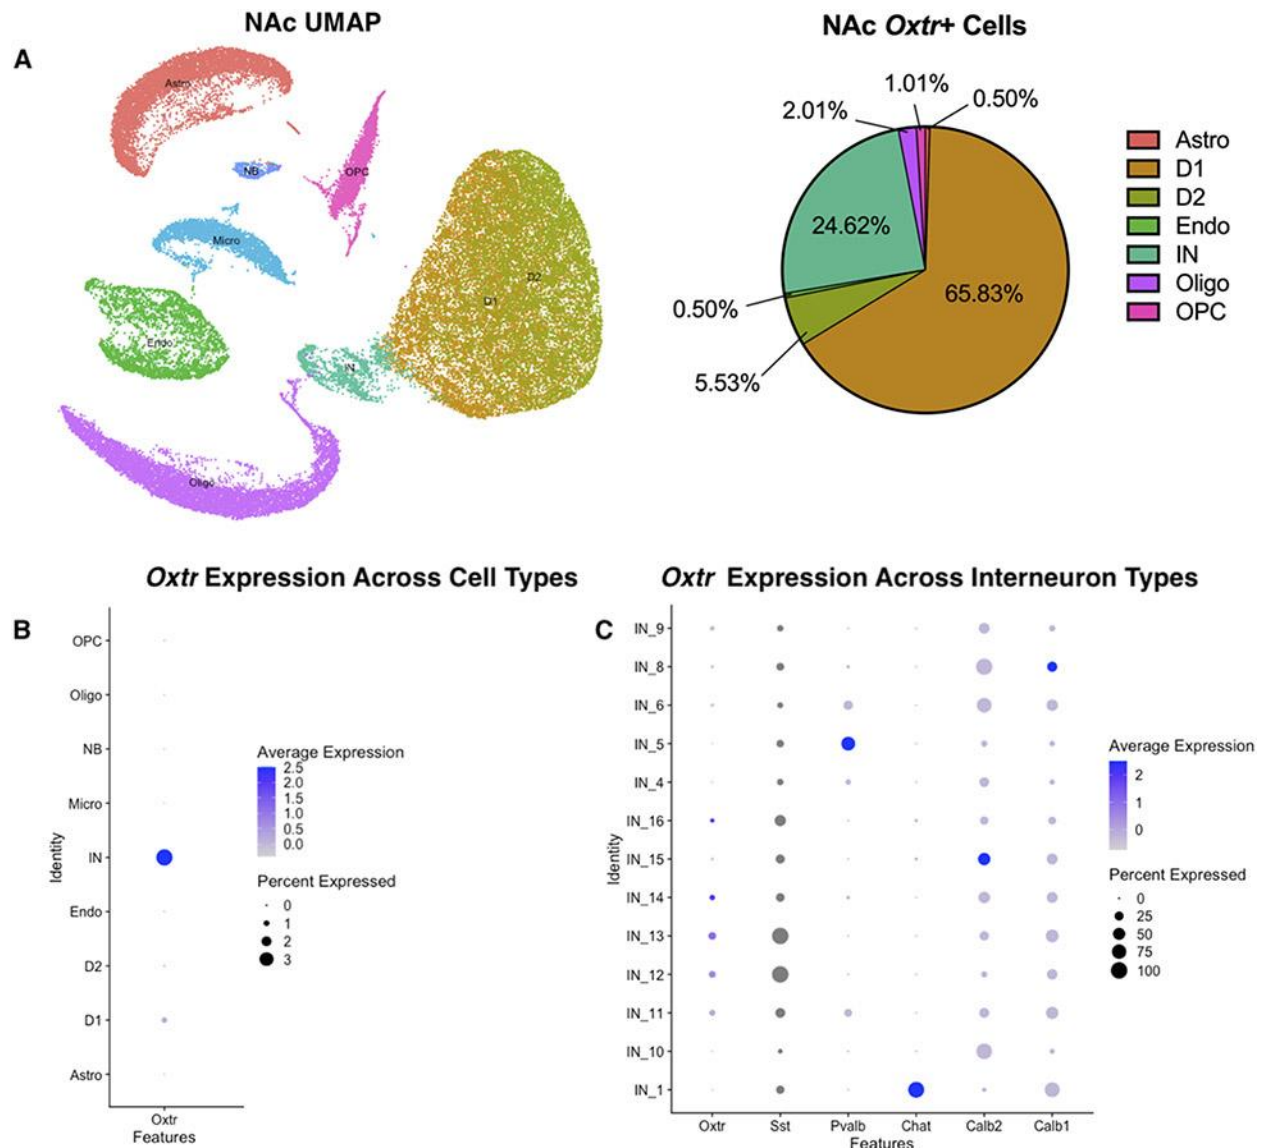 NAc UMAP
NAc Oxtr+ Cells
A
Astro
NB
OPC
Micro
D2
D1
Endo
IN
Oligo
1.01%
2.01%
0.50%
24.62%
65.83%
0.50%
5.53%
Astro
D1
D2
Endo
IN
Oligo
OPC
Oxtr Expression Across Cell Types
B
OPC
Oligo
NB
Micro
IN
Endo
D2
D1
Astro
Identity
Oxtr
Features
Average Expression
2.5
2.0
1.5
1.0
0.5
0.0
Percent Expressed
0
1
2
3
Oxtr Expression Across Interneuron Types
C
IN_9
IN_8
IN_6
IN_5
IN_4
IN_16
IN_15
IN_14
IN_13
IN_12
IN_11
IN_10
IN_1
Identity
Oxtr Sst Pvalb Chat Calb2 Calb1
Features
Average Expression
2
1
0
Percent Expressed
0
25
50
75
100